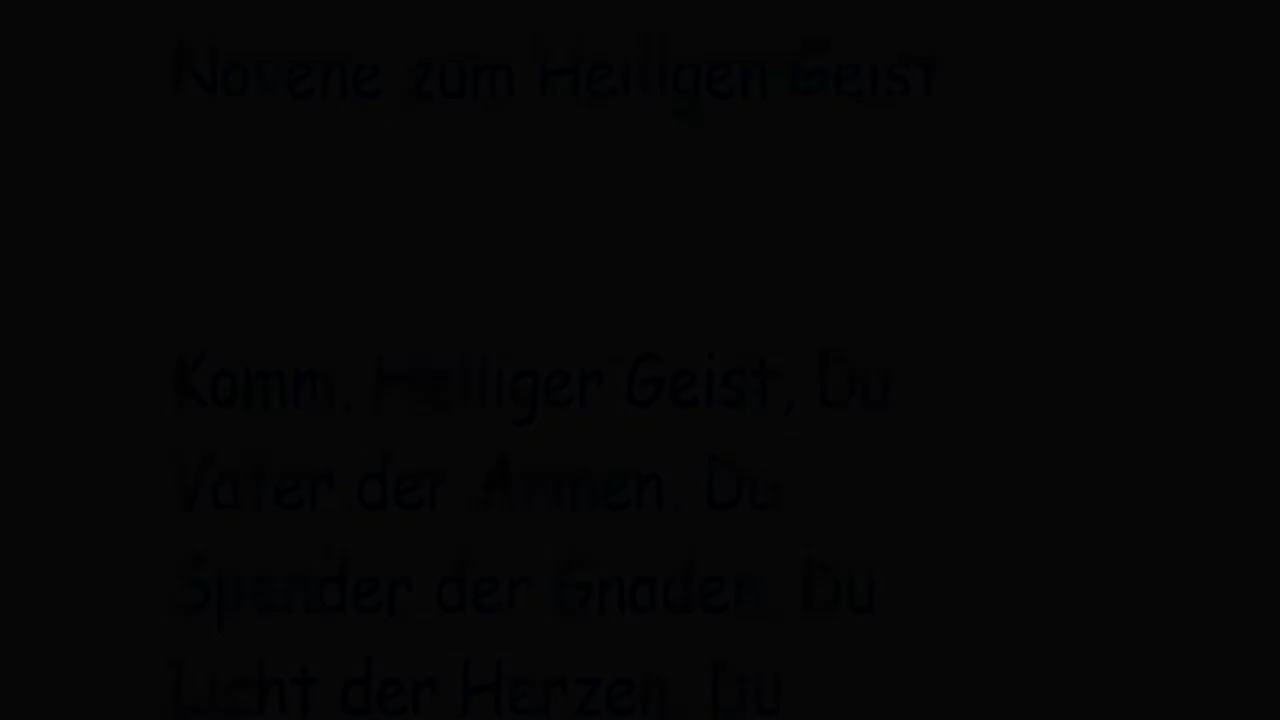 Novene zum Heiligen Geist
Komm, Heiliger Geist, Du
Vater der Armen, Du
Spender der Gnaden, Du
Licht der Herzen, Du